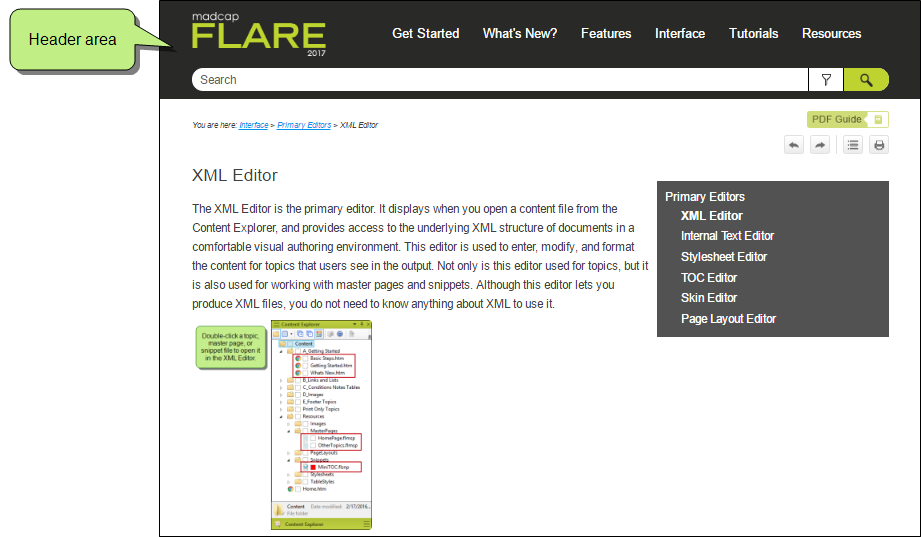 Header area
madcap
FLARE
2017
Get Started What's New? Features Interface Tutorials Resources
Search
You are here: Interface > Primary Editors > XML Editor
PDF Guide
XML Editor
The XML Editor is the primary editor. It displays when you open a content file from the
Content Explorer, and provides access to the underlying XML structure of documents in a
comfortable visual authoring environment. This editor is used to enter, modify, and format
the content for topics that users see in the output. Not only is this editor used for topics, but it
is also used for working with master pages and snippets. Although this editor lets you
produce XML files, you do not need to know anything about XML to use it.
Primary Editors
XML Editor
Internal Text Editor
Stylesheet Editor
TOC Editor
Skin Editor
Page Layout Editor
Double-click a topic,
master page, or
snippet file to open it
in the XML Editor.
Content Explorer
Content
A_Getting Started
Basic Steps.htm
Getting Started.htm
Whats New.htm
B_Links and Lists
C_Conditions Notes Tables
D_Images
E_Footer Topics
Print Only Topics
Resources
Images
MasterPages
HomePage.flmsp
OtherTopics.flmsp
PageLayouts
Snippets
MiniTOC.flsnp
Stylesheets
TableStyles
Home.htm
Content Date modified: 2/17/2016...
File folder
Content Explorer